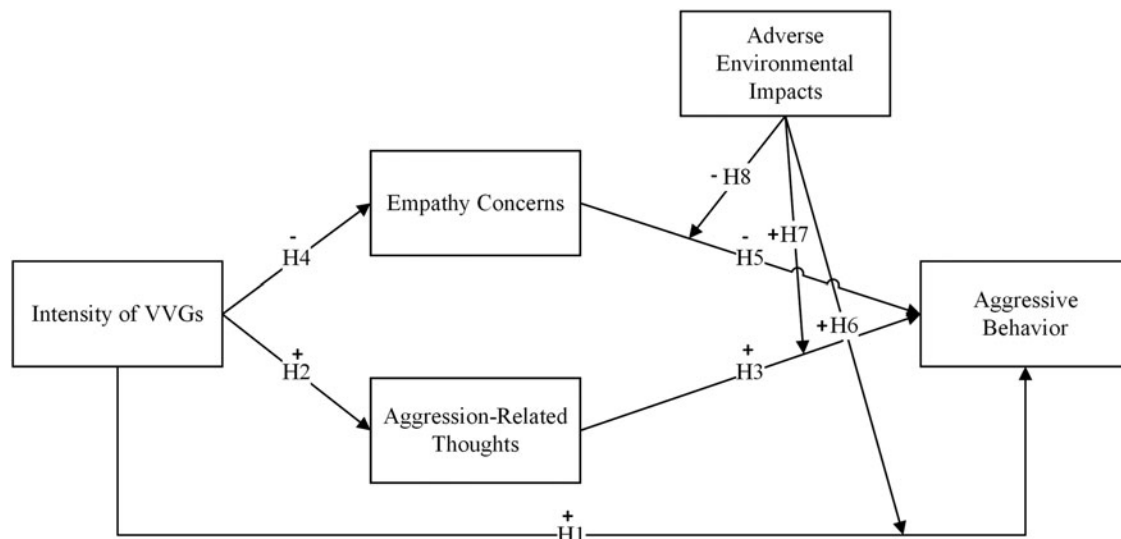 Adverse
Environmental
Impacts
- H8
Empathy Concerns
+H7
-
H4
-
H5
Intensity of VVGs
Aggressive
Behavior
+H6
+
H2
+
H3
Aggression-Related
Thoughts
+
H1